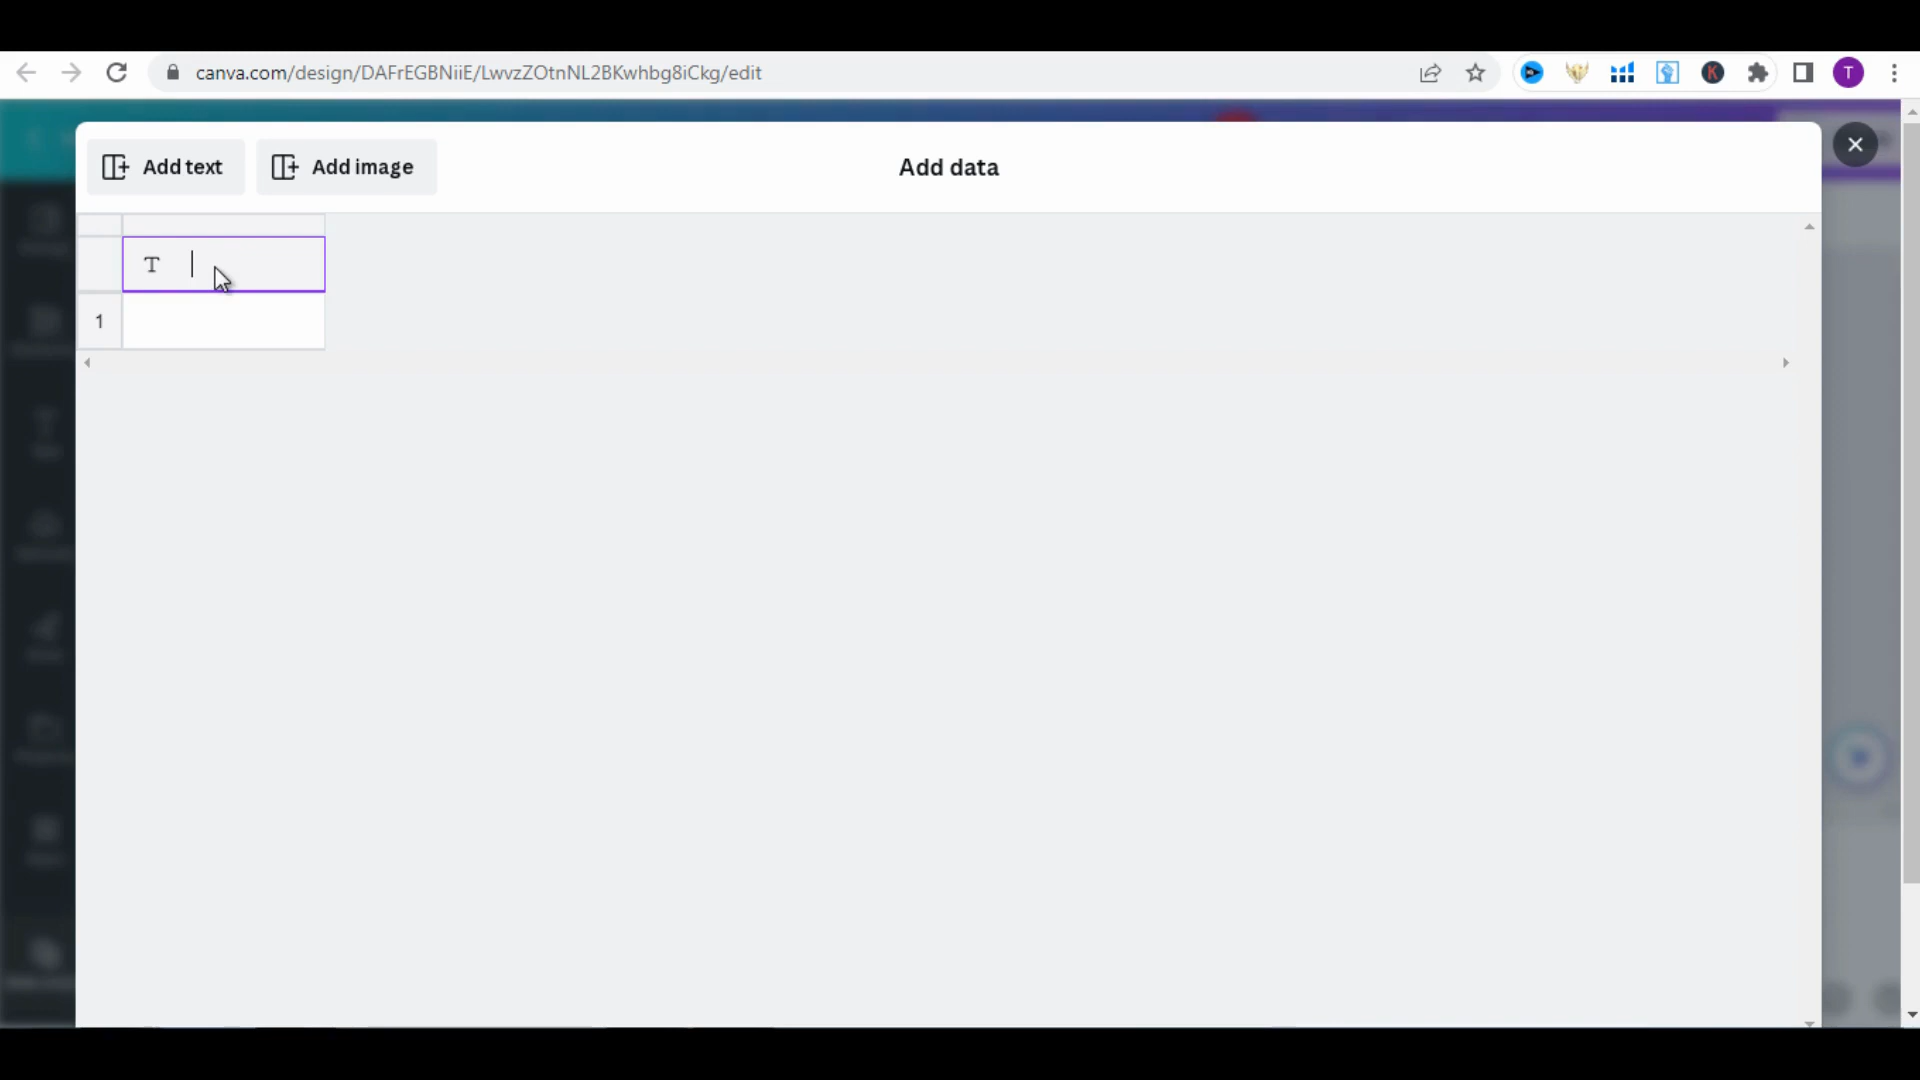 canva.com/design/DAFrEGBNiiE/LwvzZOtnNL2BKwhbg8iCkg/edit
K
T
Add text
Add image
Add data
T
1